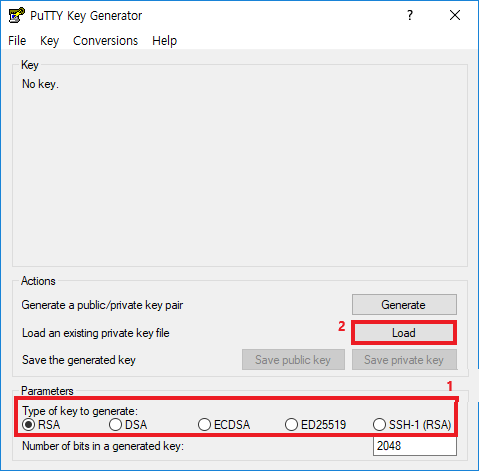 PuTTY Key Generator ?
File Key Conversions Help
Key
No key.
Actions
Generate a public/private key pair Generate
Load an existing private key file 2 Load
Save the generated key Save public key Save private key
Parameters 1
Type of key to generate:
RSA DSA ECDSA ED25519 SSH-1 (RSA)
Number of bits in a generated key: 2048